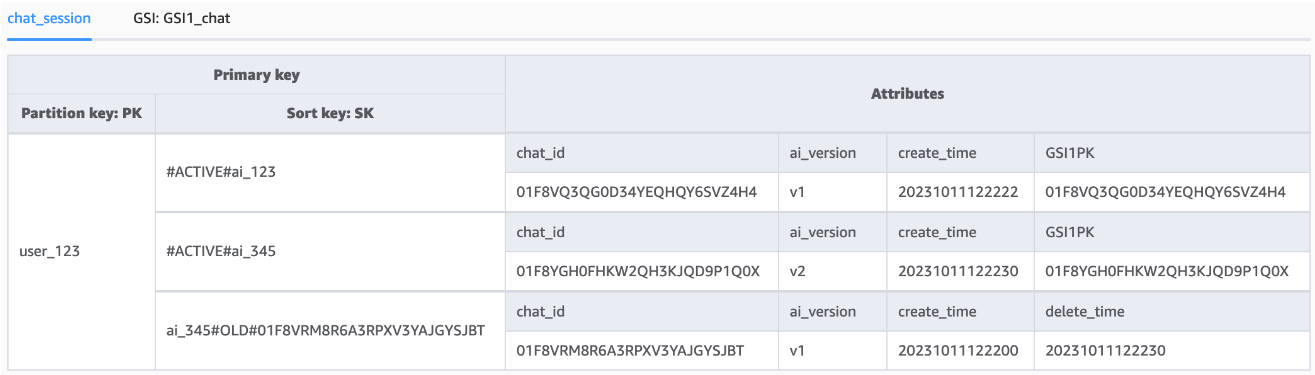 chat_session GSI: GSI1_chat
Primary key Attributes
Partition key: PK Sort key: SK
user_123
#ACTIVE#ai_123
chat_id ai_version create_time GSI1PK
01F8VQ3QG0D34YEQHQY6SVZ4H4 v1 20231011122222 01F8VQ3QG0D34YEQHQY6SVZ4H4
#ACTIVE#ai_345
chat_id ai_version create_time GSI1PK
01F8YGH0FHKW2QH3KJQD9P1Q0X v2 20231011122230 01F8YGH0FHKW2QH3KJQD9P1Q0X
ai_345#OLD#01F8VRM8R6A3RPXV3YAJGYSJBT
chat_id ai_version create_time delete_time
01F8VRM8R6A3RPXV3YAJGYSJBT v1 20231011122200 20231011122230